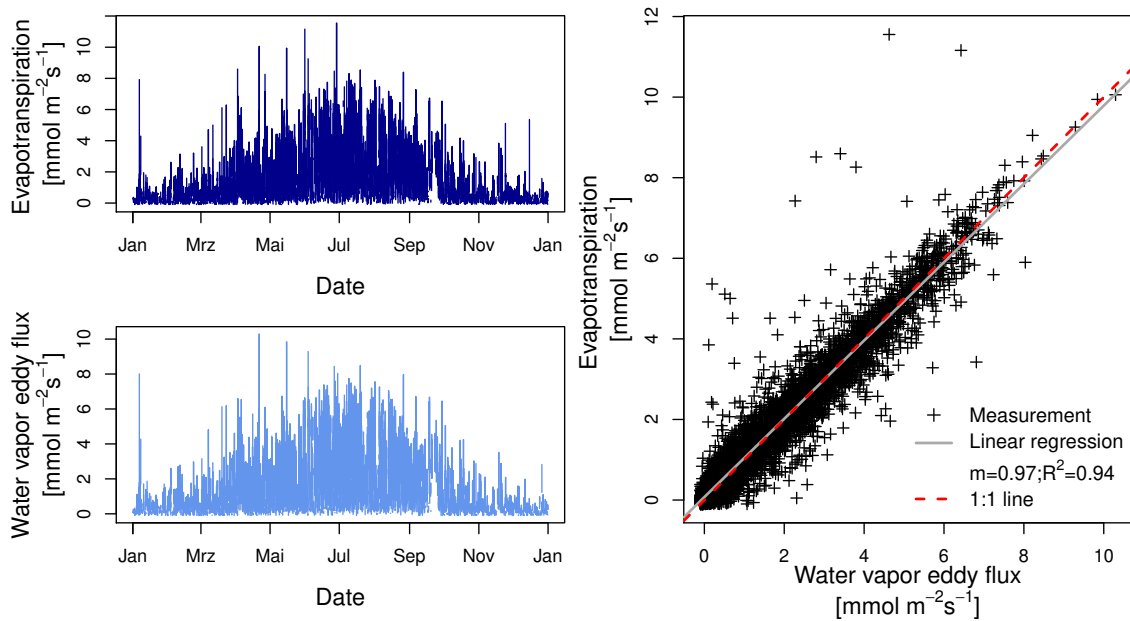 Evapotranspiration
[mmol m−2s−1]
10
8
6
4
2
0
Jan Mrz Mai Jul Sep Nov Jan
Date
Water vapor eddy flux
[mmol m−2s−1]
10
8
6
4
2
0
Jan Mrz Mai Jul Sep Nov Jan
Date
Evapotranspiration
[mmol m−2s−1]
12
10
8
6
4
2
0
Measurement
Linear regression
m=0.97;R2=0.94
1:1 line
0 2 4 6 8 10
Water vapor eddy flux
[mmol m−2s−1]